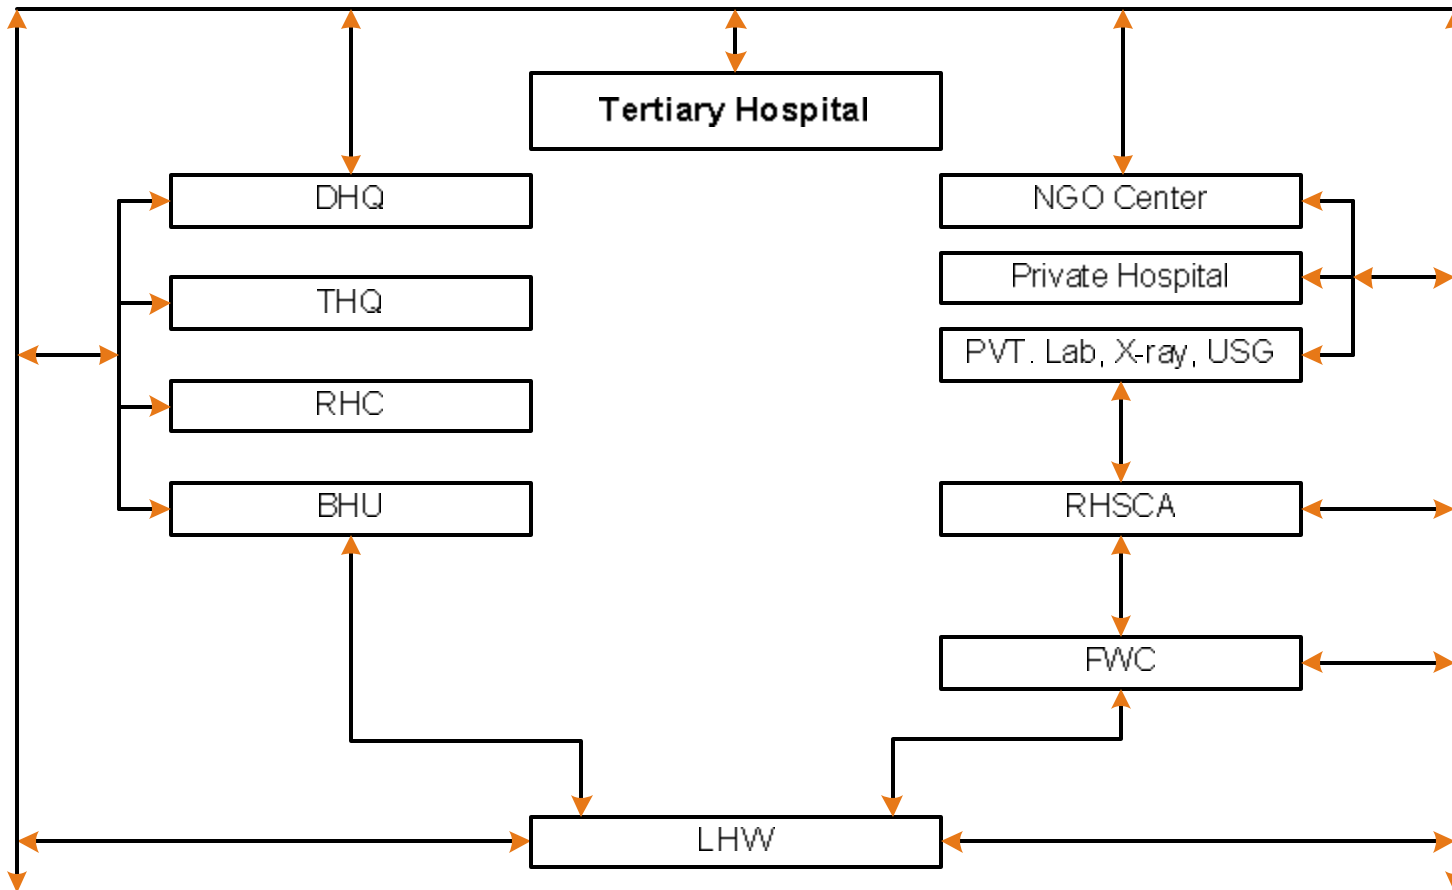 Tertiary Hospital
DHQ
THQ
RHC
BHU
NGO Center
Private Hospital
PVT. Lab, X-ray, USG
RHSCA
FWC
LHW